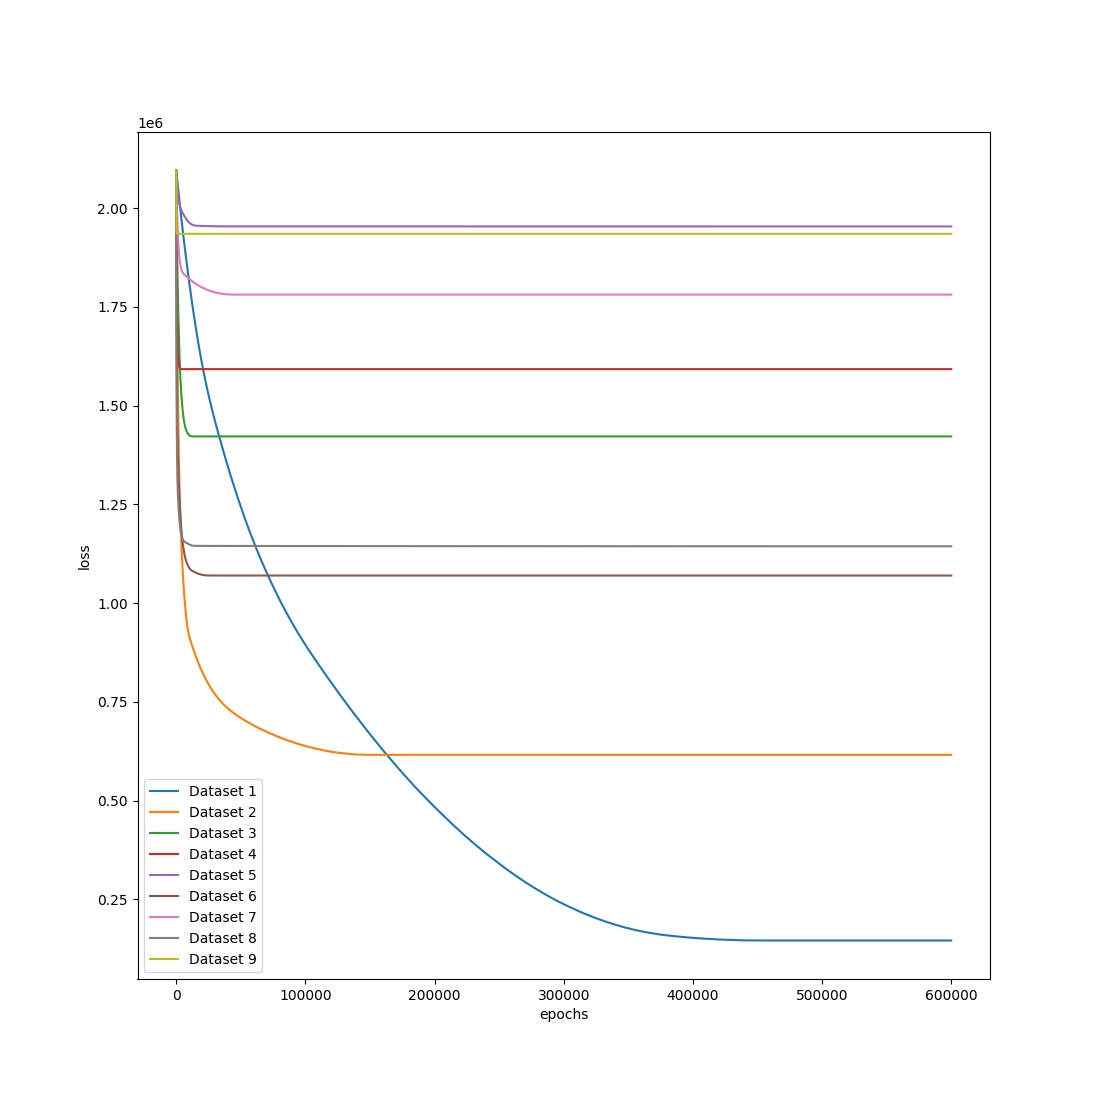 1e6
2.00
1.75
1.50
1.25
1.00
0.75
0.50
0.25
loss
Dataset 1
Dataset 2
Dataset 3
Dataset 4
Dataset 5
Dataset 6
Dataset 7
Dataset 8
Dataset 9
0 100000 200000 300000 400000 500000 600000
epochs